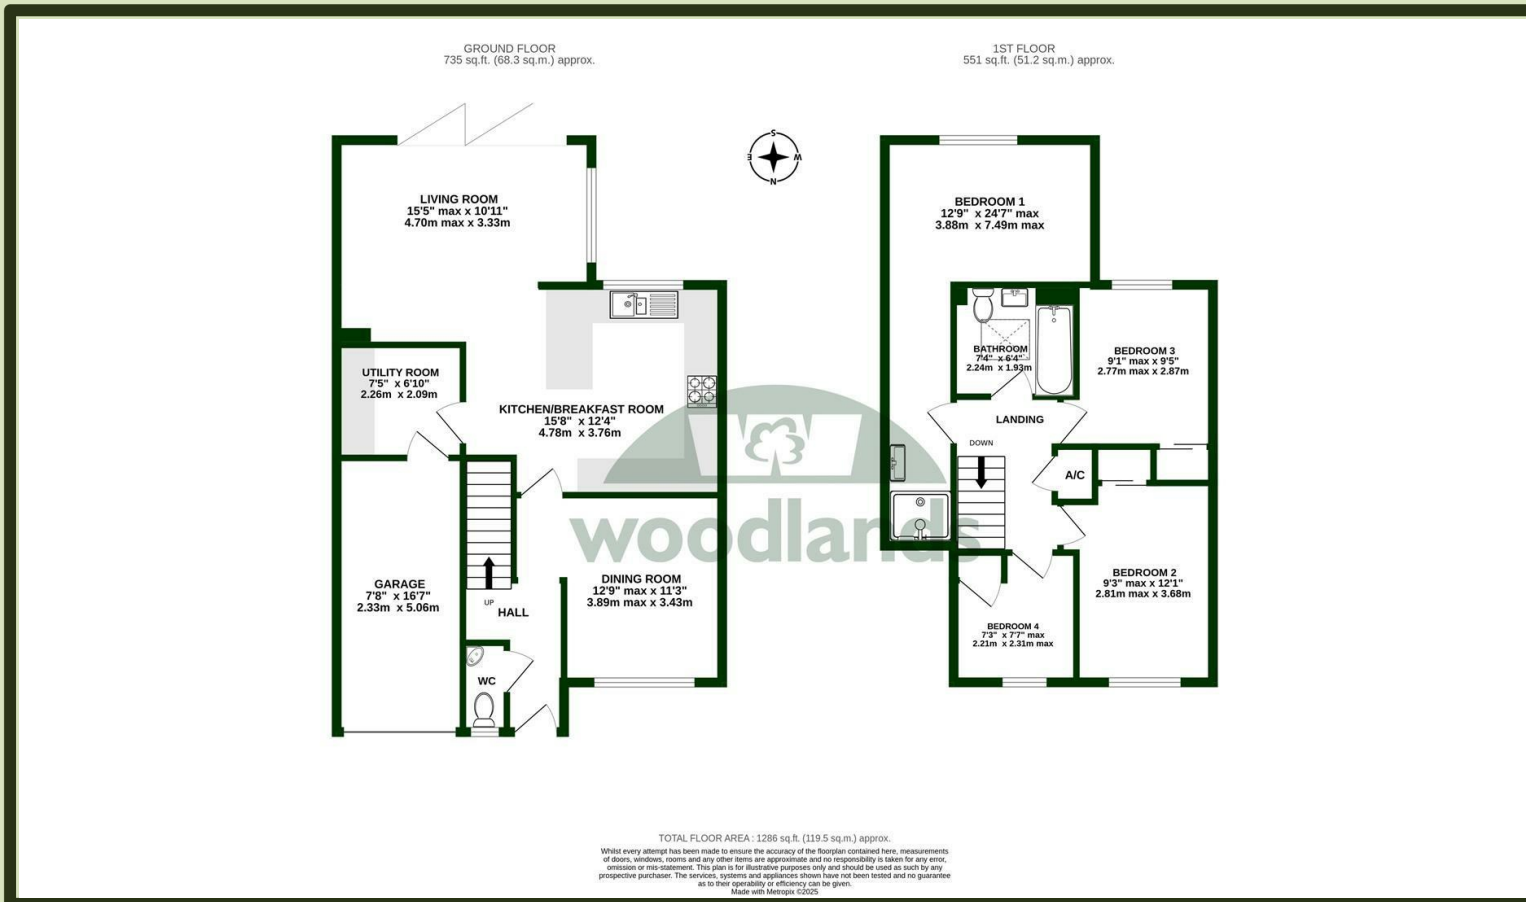 GROUND FLOOR
735 sq.ft. (68.3 sq.m.) approx.
1ST FLOOR
551 sq.ft. (51.2 sq.m.) approx.
S
E
W
N
LIVING ROOM
15'5" max x 10'11"
4.70m max x 3.33m
UTILITY ROOM
7'5" x 6'10"
2.26m x 2.09m
KITCHEN/BREAKFAST ROOM
15'8" x 12'4"
4.78m x 3.76m
GARAGE
7'8" x 16'7"
2.33m x 5.06m
UP
HALL
DINING ROOM
12'9" max x 11'3"
3.89m max x 3.43m
WC
BEDROOM 1
12'9" x 24'7" max
3.88m x 7.49m max
BATHROOM
7'4" x 6'4"
2.24m x 1.93m
BEDROOM 3
9'1" max x 9'5"
2.77m max x 2.87m
LANDING
DOWN
A/C
BEDROOM 2
9'3" max x 12'1"
2.81m max x 3.68m
BEDROOM 4
7'3" x 7'7" max
2.21m x 2.31m max
woodlands
TOTAL FLOOR AREA : 1286 sq.ft. (119.5 sq.m.) approx.
Whilst every attempt has been made to ensure the accuracy of the floorplan contained here, measurements
of doors, windows, rooms and any other items are approximate and no responsibility is taken for any error,
omission or mis-statement. This plan is for illustrative purposes only and should be used as such by any
prospective purchaser. The services, systems and appliances shown have not been tested and no guarantee
as to their operability or efficiency can be given.
Made with Metropix ©2025